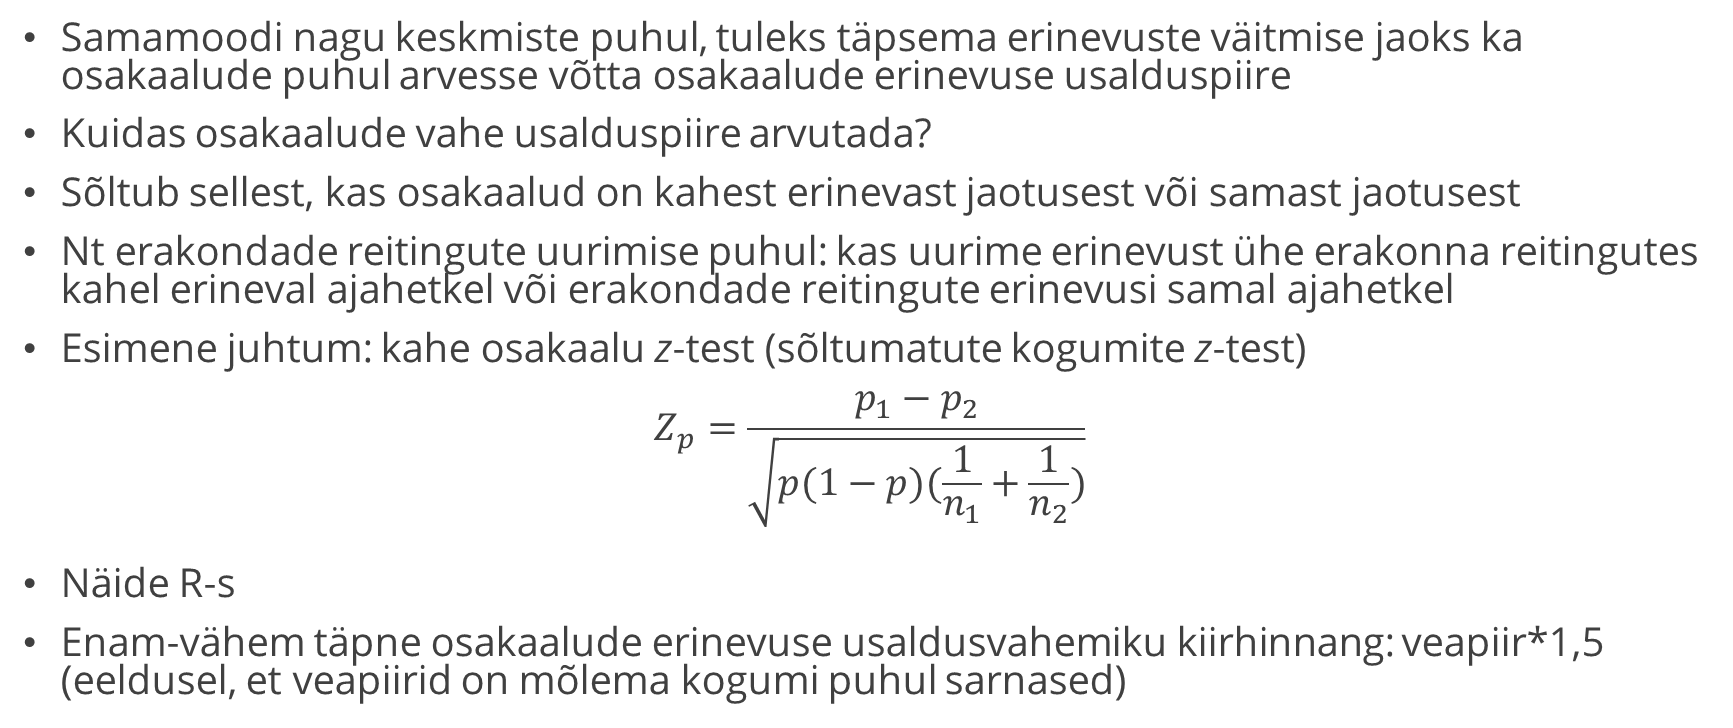 • Samamoodi nagu keskmiste puhul, tuleks täpsema erinevuste väitmise jaoks ka
osakaalude puhul arvesse võtta osakaalude erinevuse usalduspiire
• Kuidas osakaalude vahe usalduspiire arvutada?
• Sõltub sellest, kas osakaalud on kahest erinevast jaotusest või samast jaotusest
• Nt erakondade reitingute uurimise puhul: kas uurime erinevust ühe erakonna reitingutes
kahel erineval ajahetkel või erakondade reitingute erinevusi samal ajahetkel
• Esimene juhtum: kahe osakaalu z-test (sõltumatute kogumite z-test)
Z_p = (p₁ − p₂) / √(p(1 − p)(1/n₁ + 1/n₂))
• Näide R-s
• Enam-vähem täpne osakaalude erinevuse usaldusvahemiku kiirhinnang: veapiir*1,5
(eeldusel, et veapiirid on mõlema kogumi puhul sarnased)